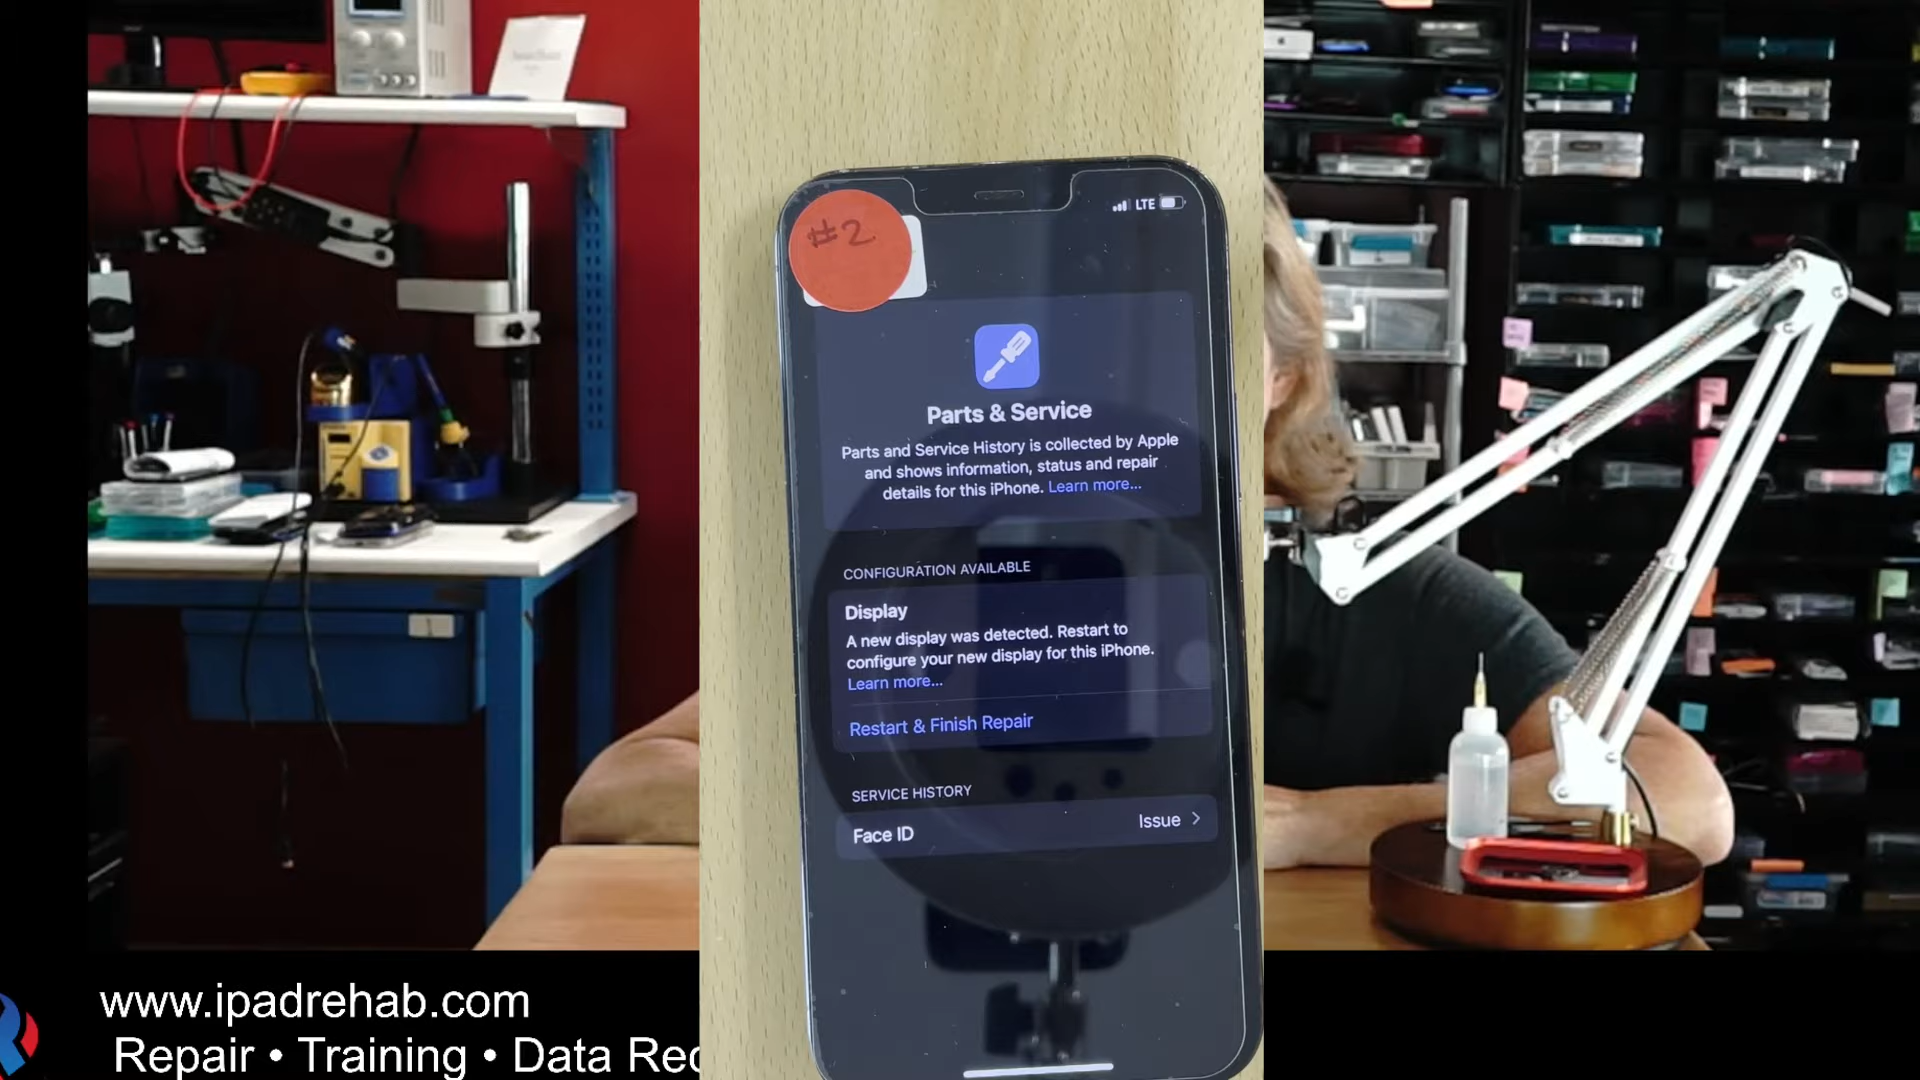 #2
LTE
Parts & Service
Parts and Service History is collected by Apple
and shows information, status and repair
details for this iPhone. Learn more...
CONFIGURATION AVAILABLE
Display
A new display was detected. Restart to
configure your new display for this iPhone.
Learn more...
Restart & Finish Repair
SERVICE HISTORY
Face ID
Issue
www.ipadrehab.com
Repair • Training • Data Rec